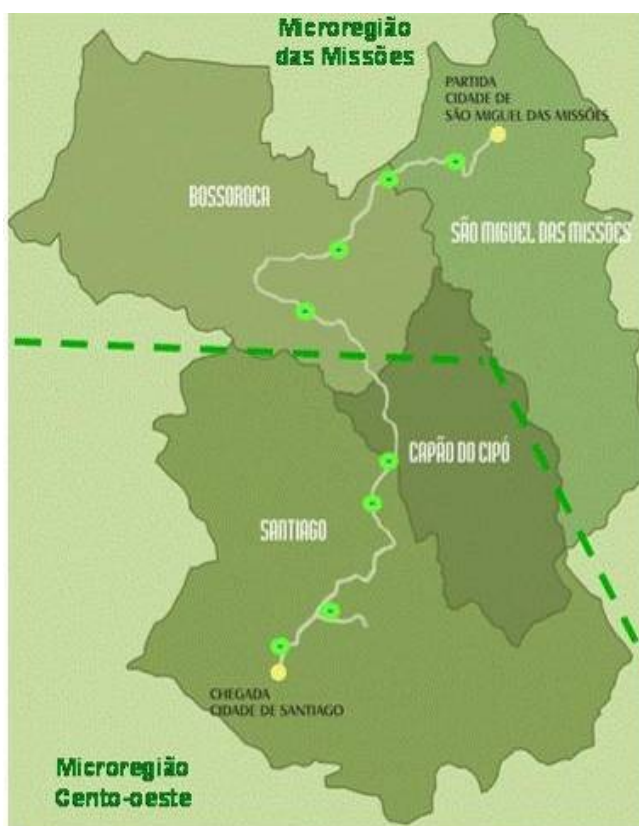 Microregião
das Missões
PARTIDA
CIDADE DE
SÃO MIGUEL DAS MISSÕES
BOSSOROCA
SÃO MIGUEL DAS MISSÕES
CAPÃO DO CIPÓ
SANTIAGO
CHEGADA
CIDADE DE SANTIAGO
Microregião
Cento-oeste